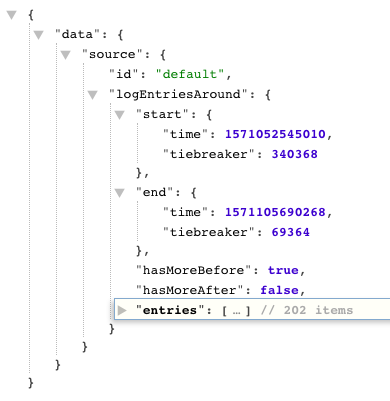 {
"data": {
"source": {
"id": "default",
"logEntriesAround": {
"start": {
"time": 1571052545010,
"tiebreaker": 340368
},
"end": {
"time": 1571105690268,
"tiebreaker": 69364
},
"hasMoreBefore": true,
"hasMoreAfter": false,
"entries": [ … ] // 202 items
}
}
}
}